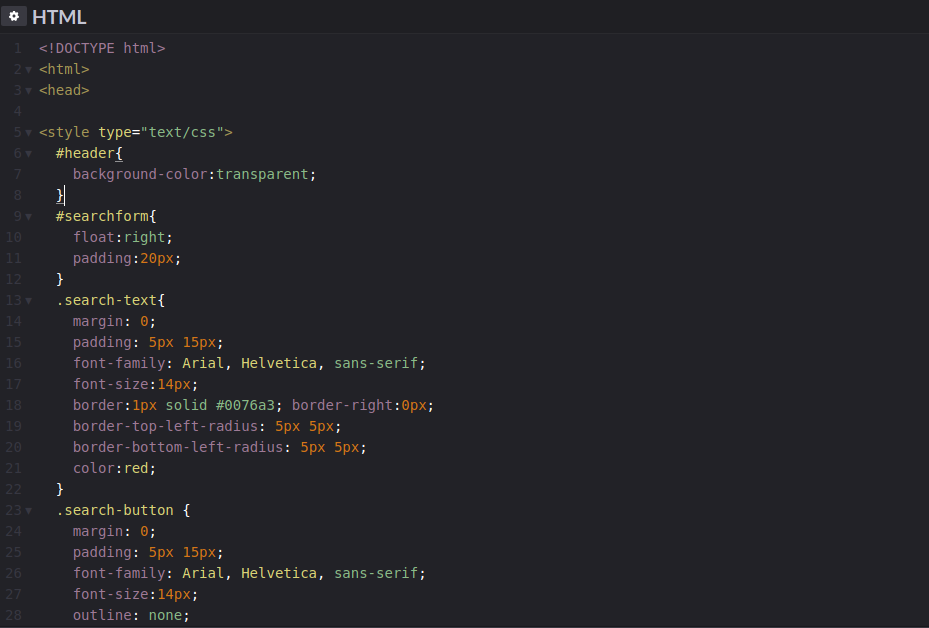 HTML
1 <!DOCTYPE html>
2 <html>
3 <head>
4
5 <style type="text/css">
6 #header{
7 background-color:transparent;
8 }
9 #searchform{
10 float:right;
11 padding:20px;
12 }
13 .search-text{
14 margin: 0;
15 padding: 5px 15px;
16 font-family: Arial, Helvetica, sans-serif;
17 font-size:14px;
18 border:1px solid #0076a3; border-right:0px;
19 border-top-left-radius: 5px 5px;
20 border-bottom-left-radius: 5px 5px;
21 color:red;
22 }
23 .search-button {
24 margin: 0;
25 padding: 5px 15px;
26 font-family: Arial, Helvetica, sans-serif;
27 font-size:14px;
28 outline: none;